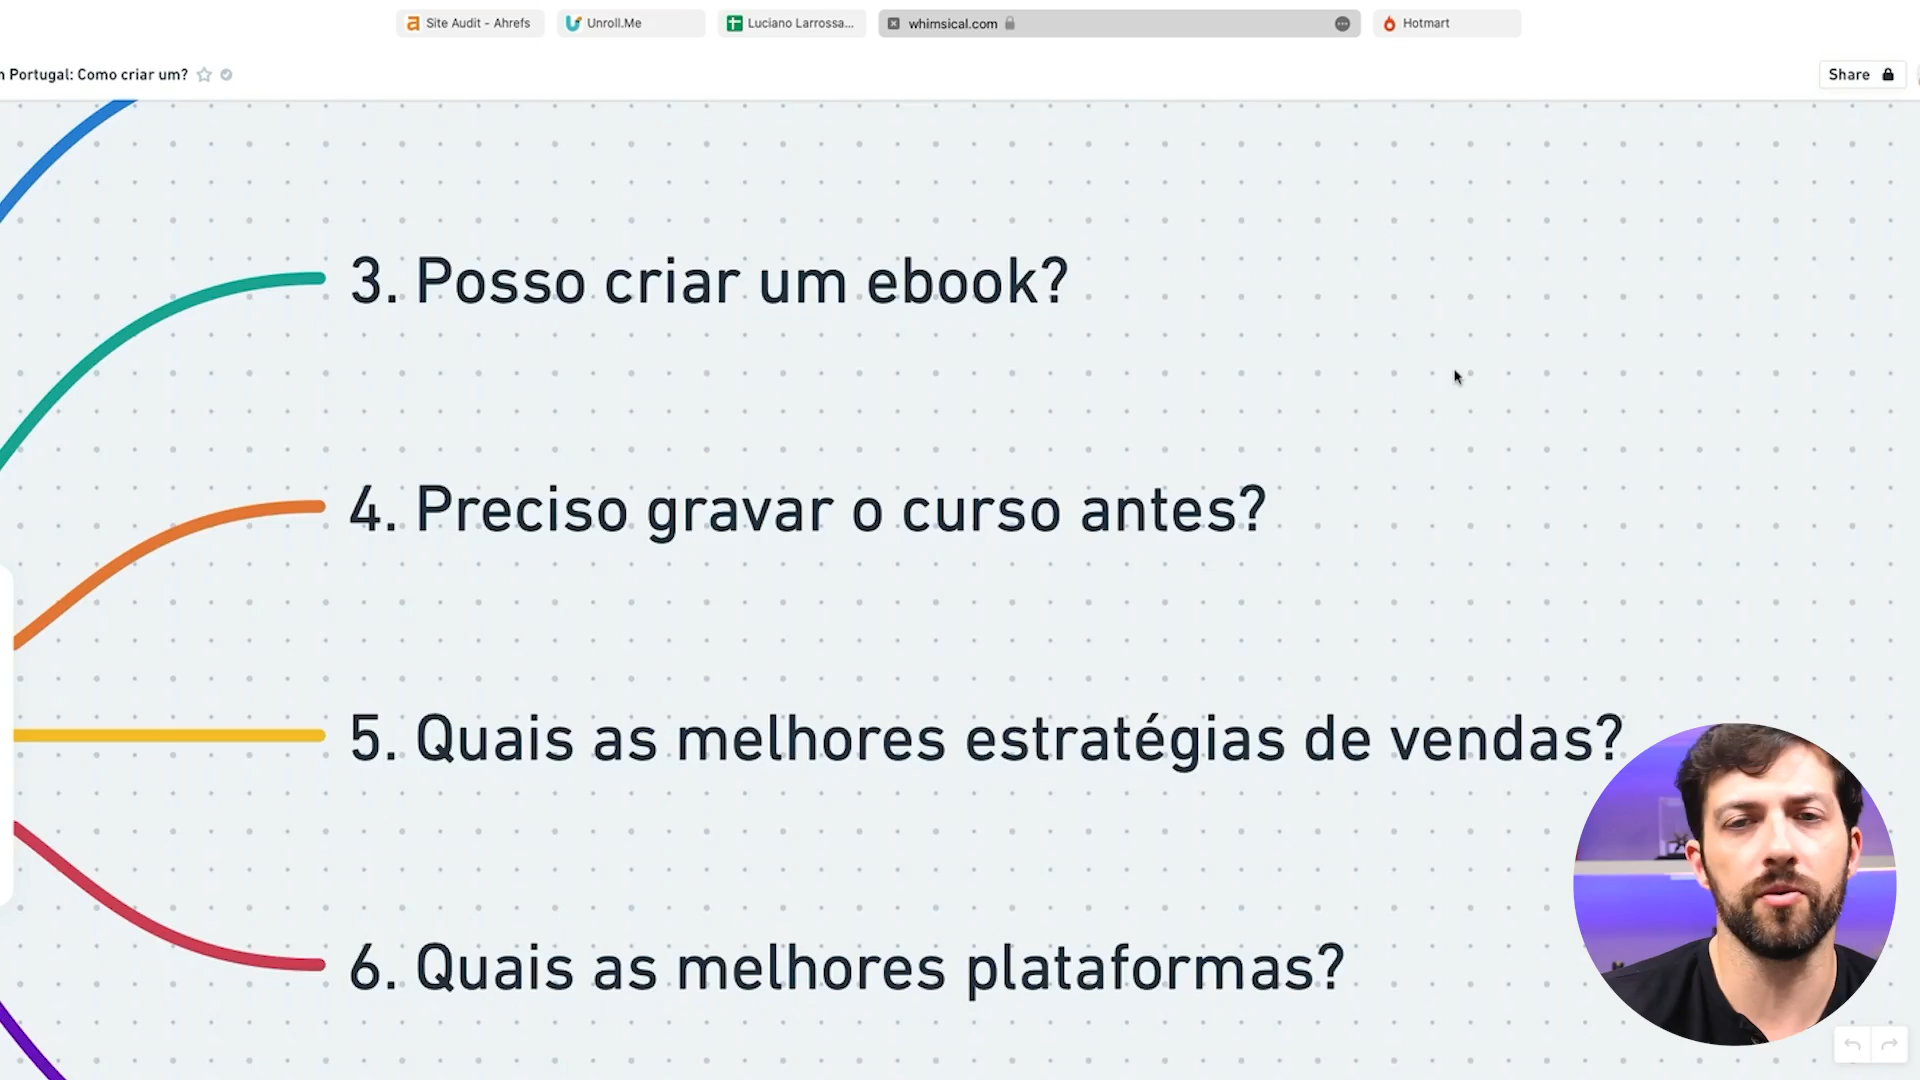 Site Audit - Ahrefs
Unroll.Me
Luciano Larrossa...
whimsical.com
Hotmart
Portugal: Como criar um?
Share
3. Posso criar um ebook?
4. Preciso gravar o curso antes?
5. Quais as melhores estratégias de vendas?
6. Quais as melhores plataformas?